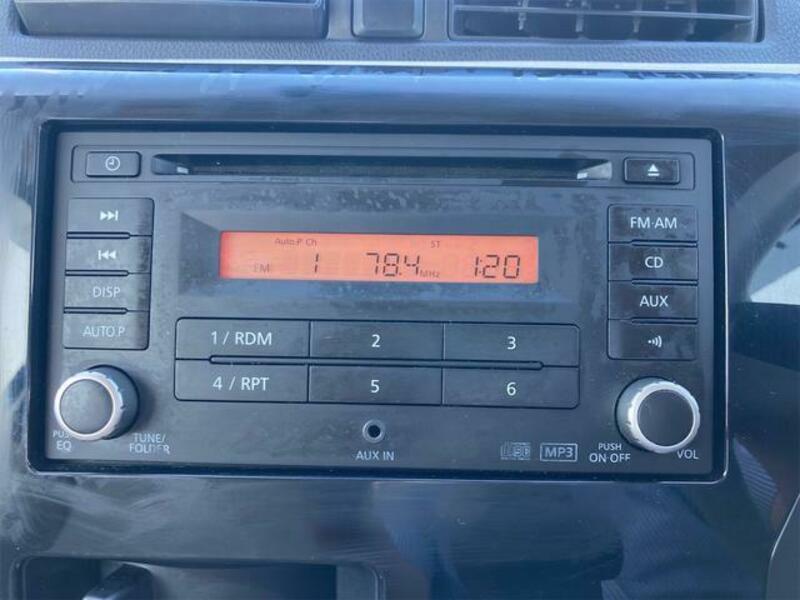 FM·AM
Auto.P Ch ST
FM 1 78.4 MHz 1:20
DISP
CD
AUX
AUTO.P
1 / RDM 2 3
4 / RPT 5 6
PUSH EQ
TUNE/ FOLDER
AUX IN
MP3
PUSH ON·OFF
VOL